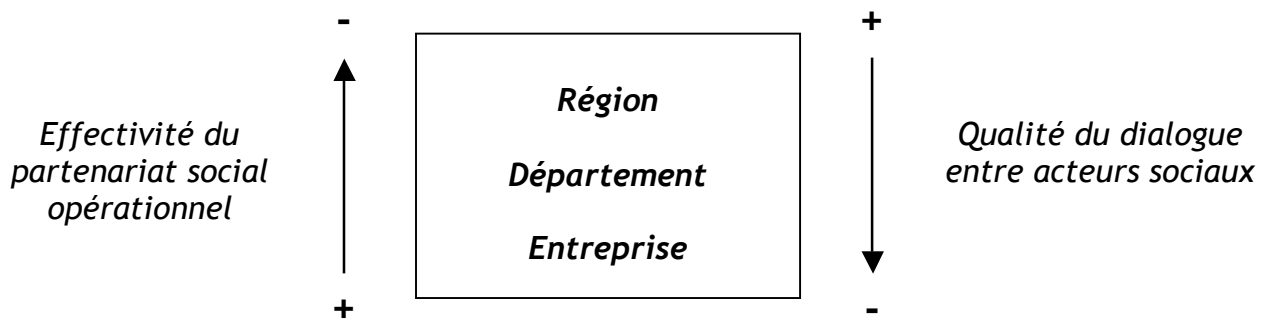 -
+
Région
Effectivité du
partenariat social
opérationnel
Département
Qualité du dialogue
entre acteurs sociaux
Entreprise
+
-